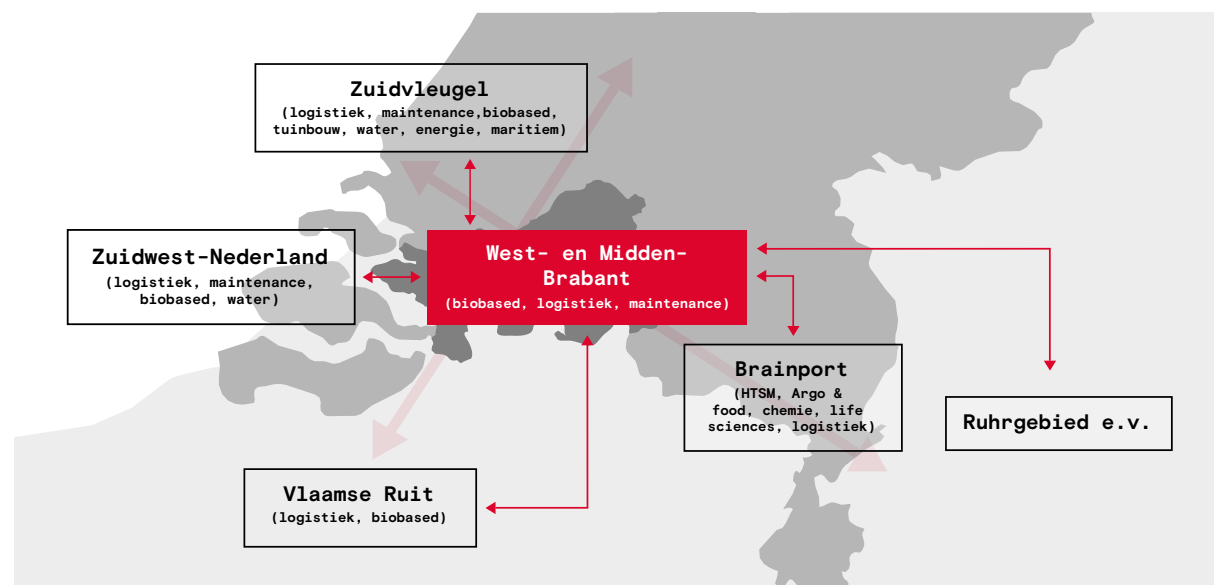 Zuidvleugel
(logistiek, maintenance,biobased,
tuinbouw, water, energie, maritiem)
Zuidwest-Nederland
(logistiek, maintenance,
biobased, water)
West- en Midden-
Brabant
(biobased, logistiek, maintenance)
Brainport
(HTSM, Argo &
food, chemie, life
sciences, logistiek)
Ruhrgebied e.v.
Vlaamse Ruit
(logistiek, biobased)